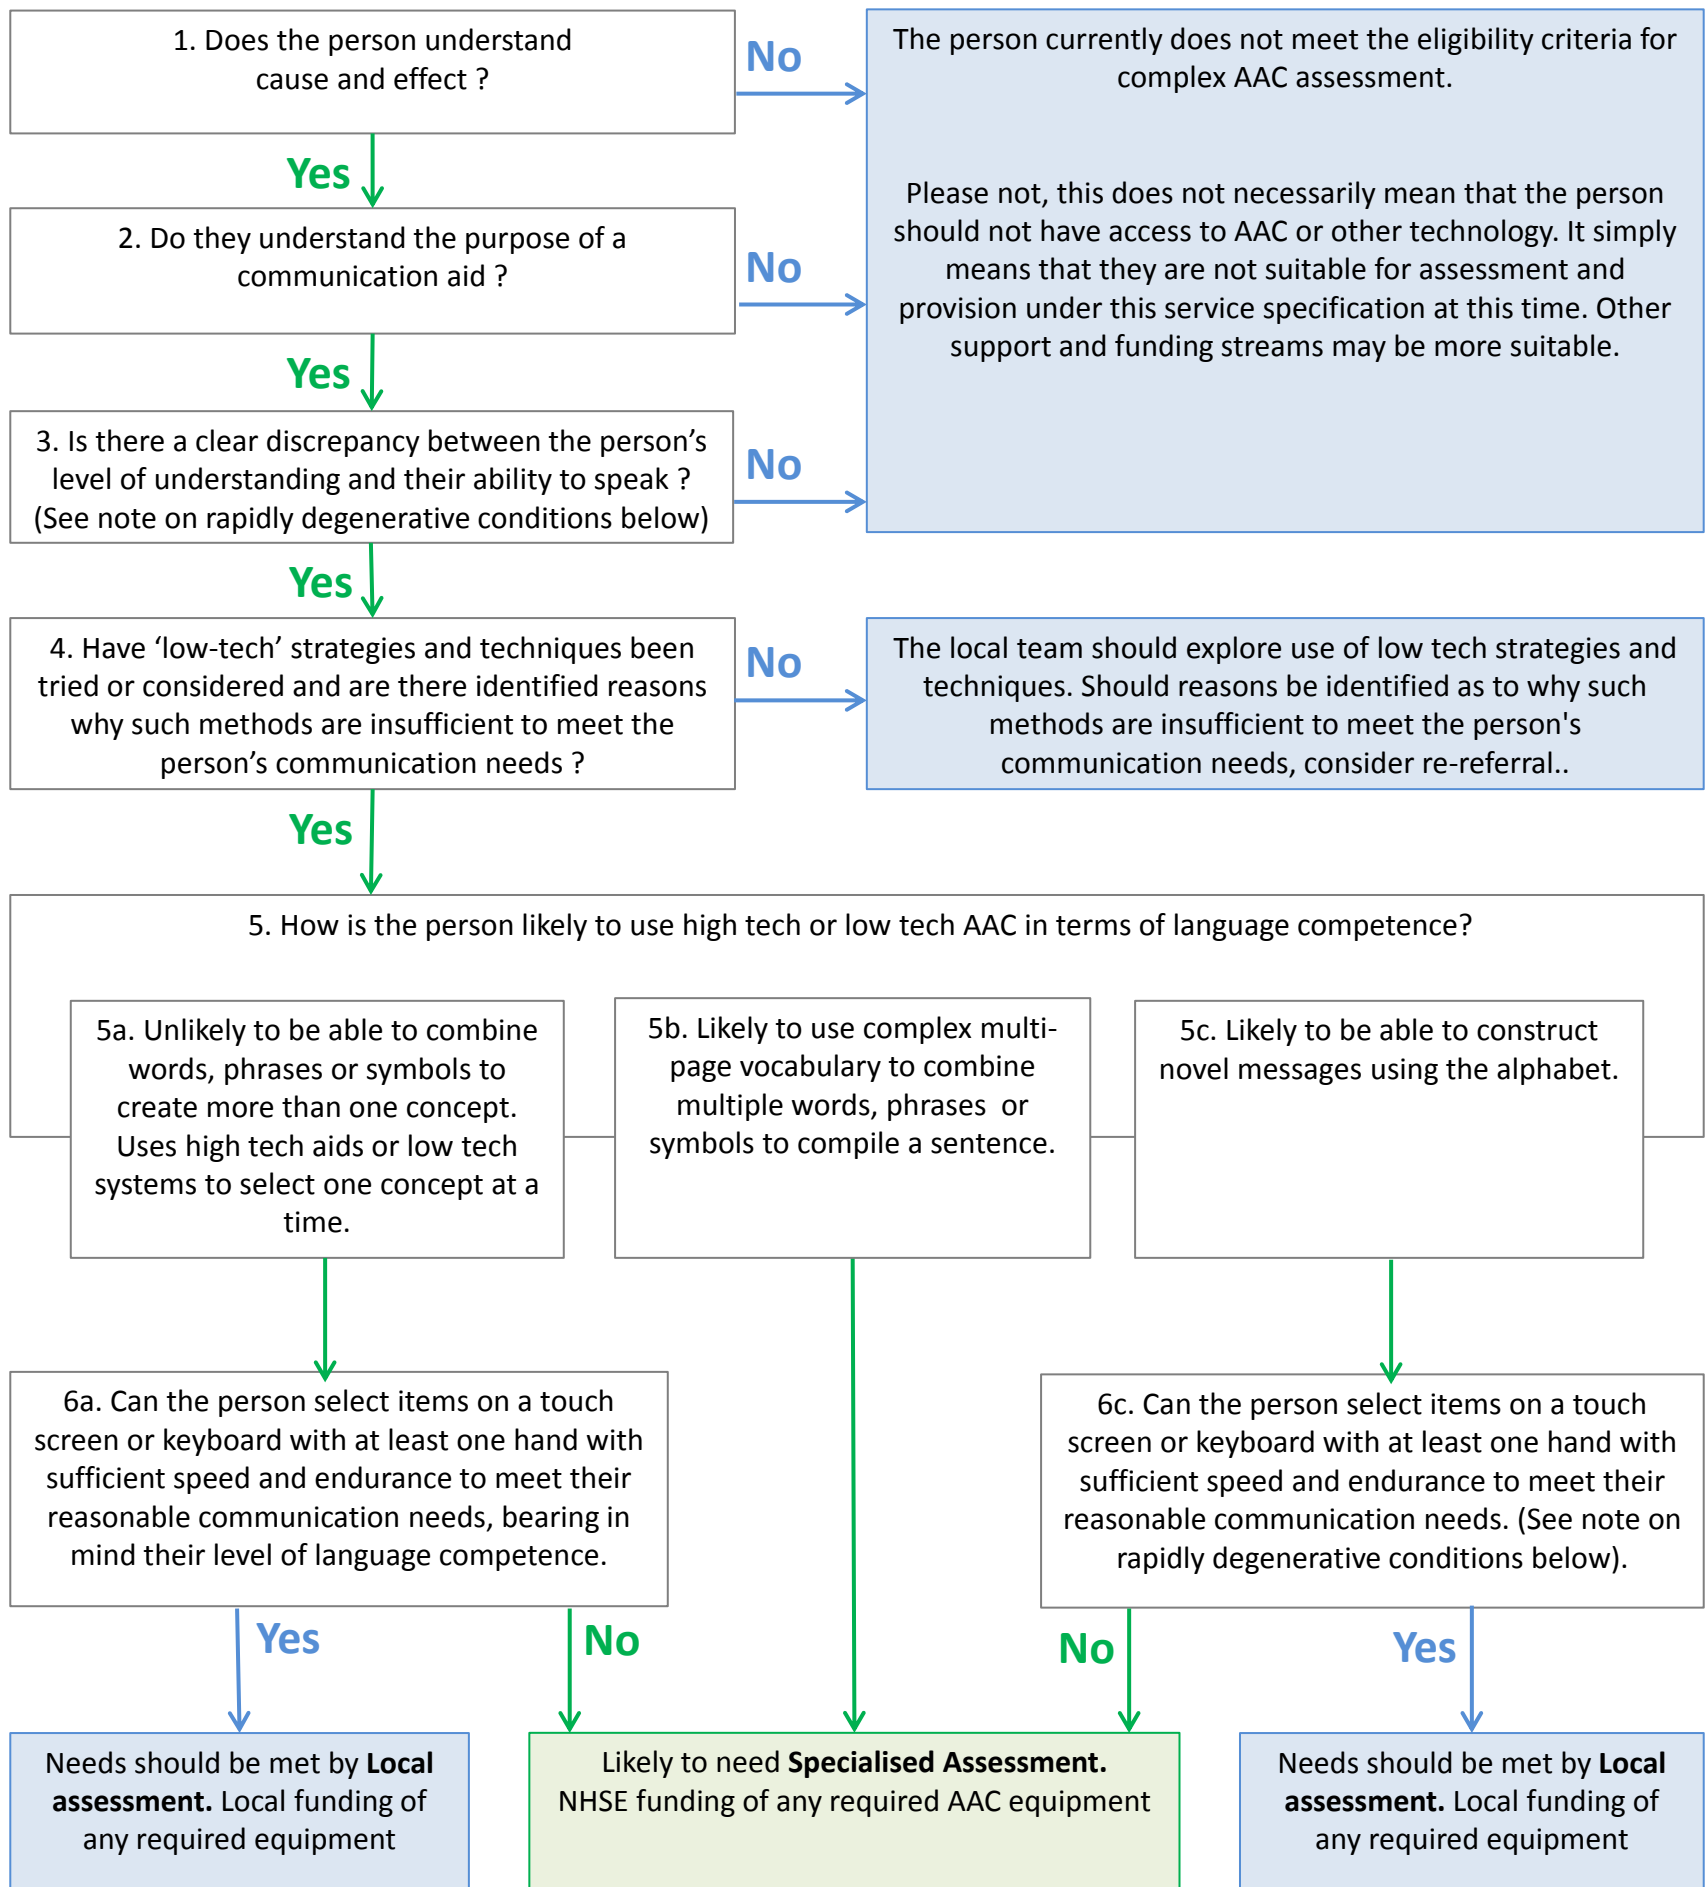 1. Does the person understand
cause and effect ?
No
The person currently does not meet the eligibility criteria for
complex AAC assessment.
Please not, this does not necessarily mean that the person
should not have access to AAC or other technology. It simply
means that they are not suitable for assessment and
provision under this service specification at this time. Other
support and funding streams may be more suitable.
Yes
2. Do they understand the purpose of a
communication aid ?
No
Yes
3. Is there a clear discrepancy between the person’s
level of understanding and their ability to speak ?
(See note on rapidly degenerative conditions below)
No
Yes
4. Have ‘low-tech’ strategies and techniques been
tried or considered and are there identified reasons
why such methods are insufficient to meet the
person’s communication needs ?
No
The local team should explore use of low tech strategies and
techniques. Should reasons be identified as to why such
methods are insufficient to meet the person's
communication needs, consider re-referral..
Yes
5. How is the person likely to use high tech or low tech AAC in terms of language competence?
5a. Unlikely to be able to combine
words, phrases or symbols to
create more than one concept.
Uses high tech aids or low tech
systems to select one concept at a
time.
5b. Likely to use complex multi-
page vocabulary to combine
multiple words, phrases or
symbols to compile a sentence.
5c. Likely to be able to construct
novel messages using the alphabet.
6a. Can the person select items on a touch
screen or keyboard with at least one hand with
sufficient speed and endurance to meet their
reasonable communication needs, bearing in
mind their level of language competence.
6c. Can the person select items on a touch
screen or keyboard with at least one hand with
sufficient speed and endurance to meet their
reasonable communication needs. (See note on
rapidly degenerative conditions below).
Yes
No
No
Yes
Needs should be met by Local
assessment. Local funding of
any required equipment
Likely to need Specialised Assessment.
NHSE funding of any required AAC equipment
Needs should be met by Local
assessment. Local funding of
any required equipment